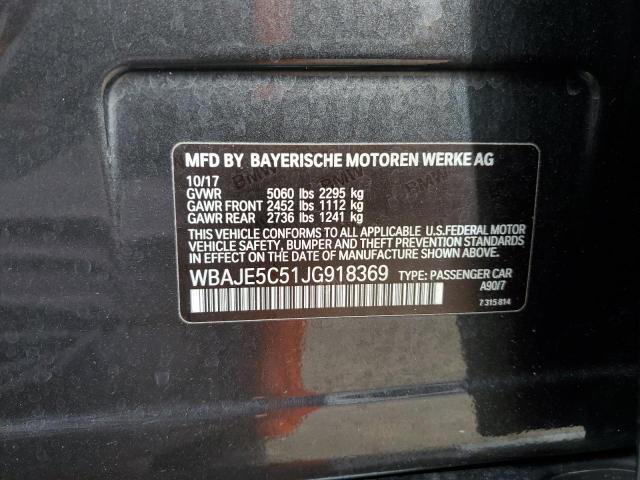 MFD BY BAYERISCHE MOTOREN WERKE AG
10/17
GVWR 5060 lbs 2295 kg
GAWR FRONT 2452 lbs 1112 kg
GAWR REAR 2736 lbs 1241 kg
THIS VEHICLE CONFORMS TO ALL APPLICABLE U.S.FEDERAL MOTOR
VEHICLE SAFETY, BUMPER AND THEFT PREVENTION STANDARDS
IN EFFECT ON THE DATE OF MANUFACTURE SHOWN ABOVE.
WBAJE5C51JG918369 TYPE: PASSENGER CAR
A90/7
7 315 814